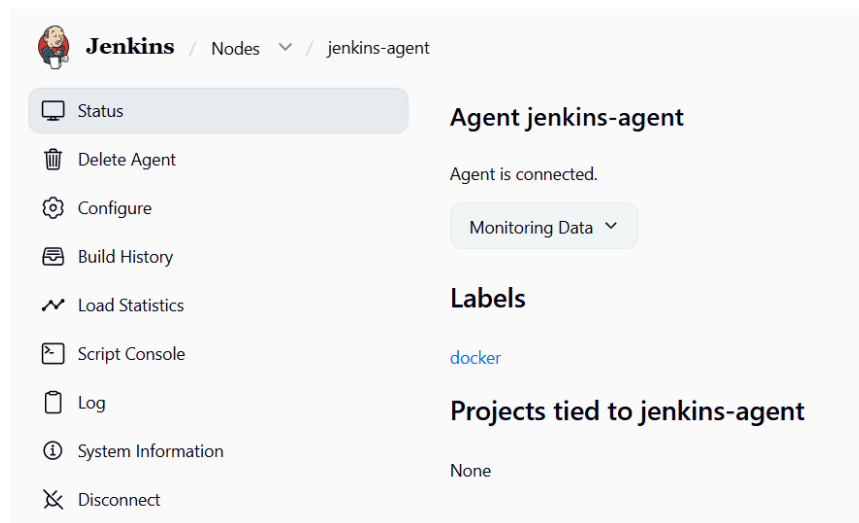 Jenkins / Nodes / jenkins-agent
Status
Delete Agent
Configure
Build History
Load Statistics
Script Console
Log
System Information
Disconnect
Agent jenkins-agent
Agent is connected.
Monitoring Data
Labels
docker
Projects tied to jenkins-agent
None